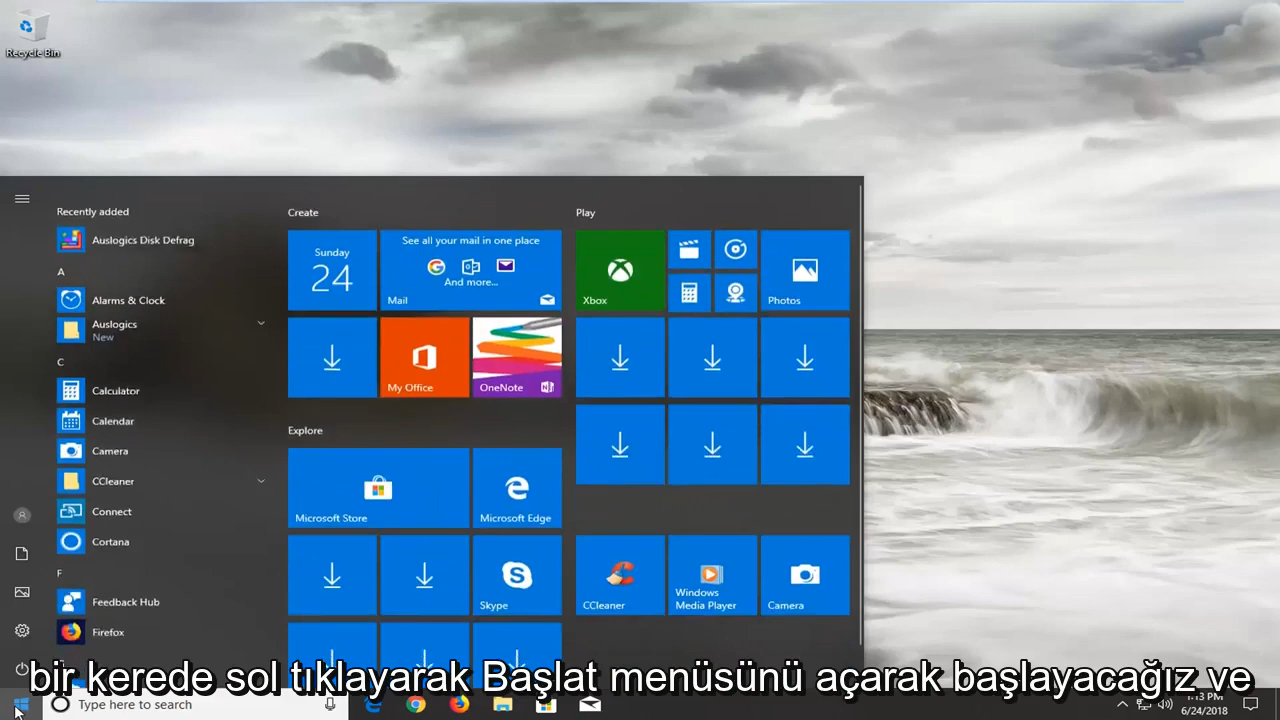 Recycle Bin
Recently added
Auslogics Disk Defrag
A
Alarms & Clock
Auslogics
New
C
Calculator
Calendar
Camera
CCleaner
Connect
Cortana
F
Feedback Hub
Firefox
Create
Sunday
24
See all your mail in one place
And more...
Mail
My Office
OneNote
Explore
Microsoft Store
Microsoft Edge
Skype
Play
Xbox
Photos
CCleaner
Windows
Media Player
Camera
bir kerede sol tıklayarak Başlat menüsünü açarak başlayacağız ve
Type here to search
1:13 PM
6/24/2018